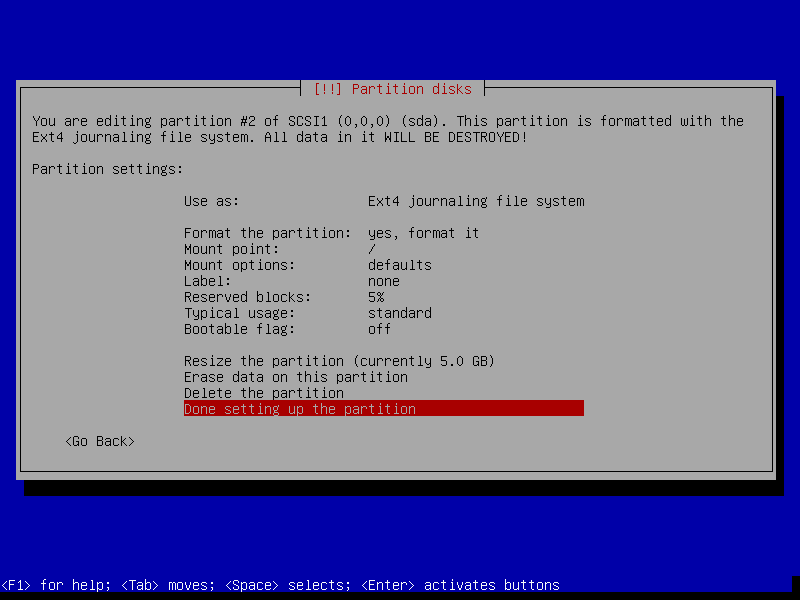 [!!] Partition disks
You are editing partition #2 of SCSI1 (0,0,0) (sda). This partition is formatted with the
Ext4 journaling file system. All data in it WILL BE DESTROYED!
Partition settings:
Use as: Ext4 journaling file system
Format the partition: yes, format it
Mount point: /
Mount options: defaults
Label: none
Reserved blocks: 5%
Typical usage: standard
Bootable flag: off
Resize the partition (currently 5.0 GB)
Erase data on this partition
Delete the partition
Done setting up the partition
<Go Back>
<F1> for help; <Tab> moves; <Space> selects; <Enter> activates buttons